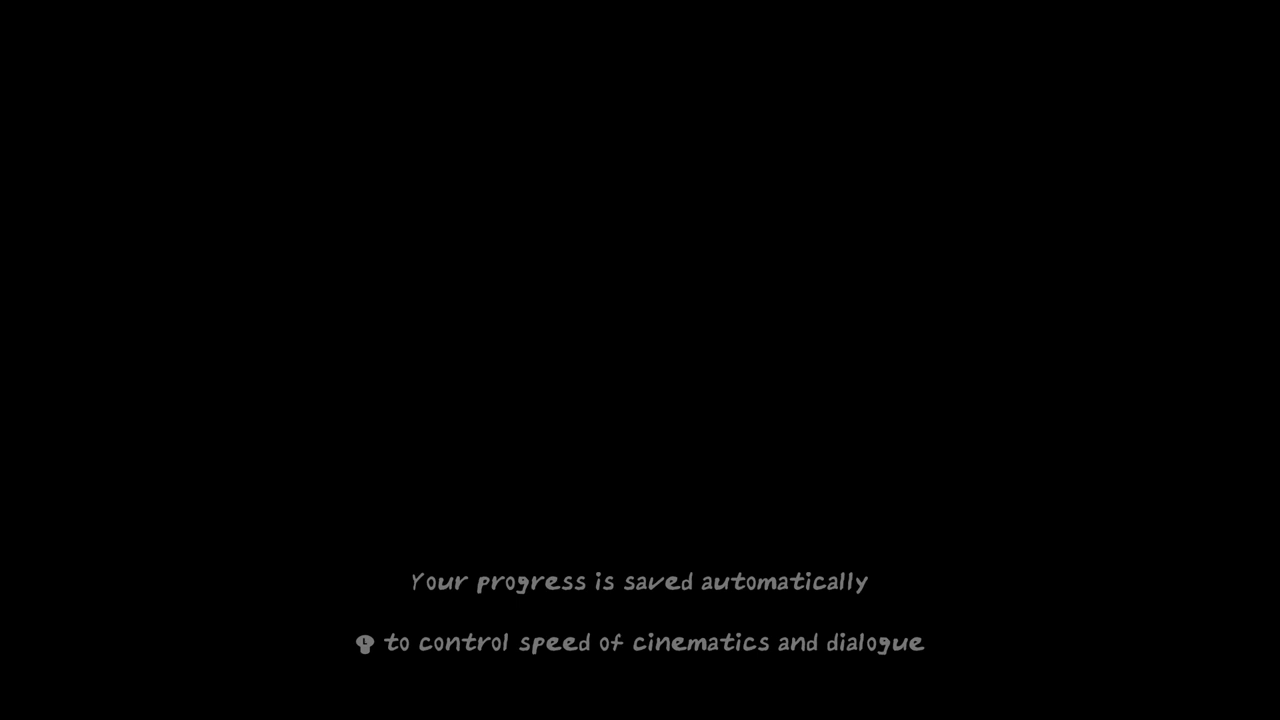 Your progress is saved automatically
L to control speed of cinematics and dialogue